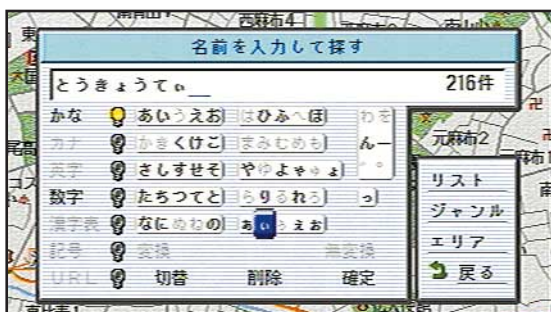 西麻布4
名前を入力して探す
とうきょうてぃ
216件
かな あいうえお はひふへほ わを
カナ かきくけこ まみむめも んー
英字 さしすせそ やゆよゃゅょ ゛゜
数字 たちつてと らりるれろ っ
漢字表 なにぬねの ぁぃぅぇぉ
記号 変換 無変換
URL 切替 削除 確定
リスト
ジャンル
エリア
戻る
元麻布2